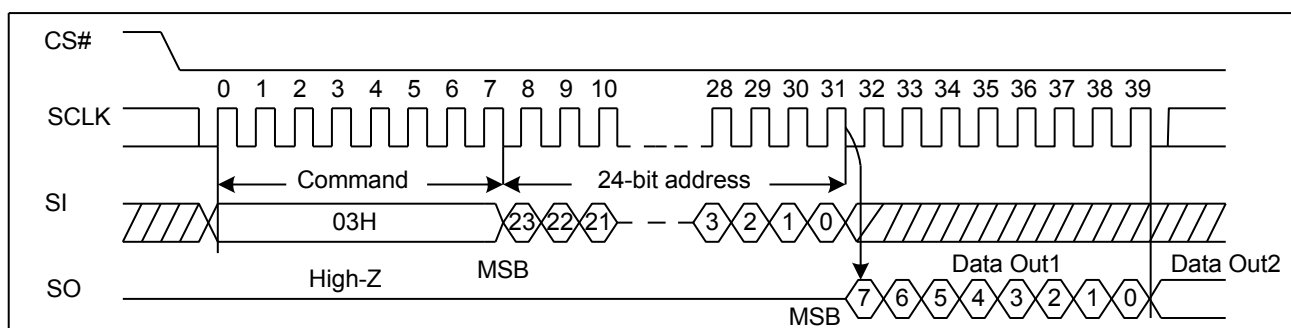 CS#
0 1 2 3 4 5 6 7 8 9 10 28 29 30 31 32 33 34 35 36 37 38 39
SCLK
Command 24-bit address
SI 03H 23 22 21 3 2 1 0
High-Z MSB Data Out1 Data Out2
SO 7 6 5 4 3 2 1 0
MSB